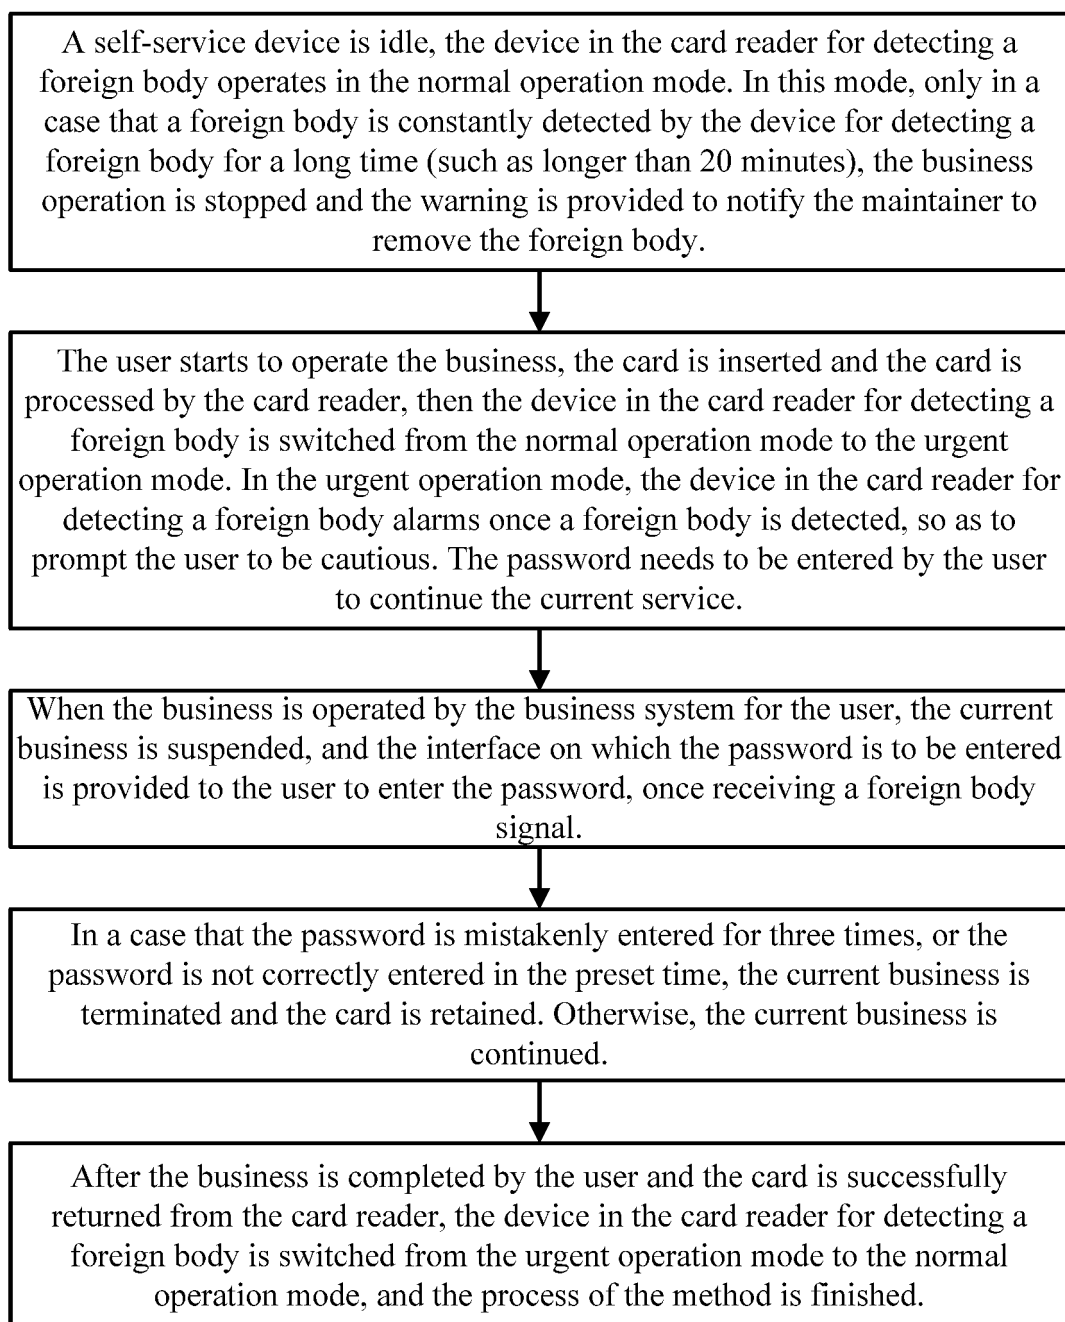 A self-service device is idle, the device in the card reader for detecting a
foreign body operates in the normal operation mode. In this mode, only in a
case that a foreign body is constantly detected by the device for detecting a
foreign body for a long time (such as longer than 20 minutes), the business
operation is stopped and the warning is provided to notify the maintainer to
remove the foreign body.
The user starts to operate the business, the card is inserted and the card is
processed by the card reader, then the device in the card reader for detecting a
foreign body is switched from the normal operation mode to the urgent
operation mode. In the urgent operation mode, the device in the card reader for
detecting a foreign body alarms once a foreign body is detected, so as to
prompt the user to be cautious. The password needs to be entered by the user
to continue the current service.
When the business is operated by the business system for the user, the current
business is suspended, and the interface on which the password is to be entered
is provided to the user to enter the password, once receiving a foreign body
signal.
In a case that the password is mistakenly entered for three times, or the
password is not correctly entered in the preset time, the current business is
terminated and the card is retained. Otherwise, the current business is
continued.
After the business is completed by the user and the card is successfully
returned from the card reader, the device in the card reader for detecting a
foreign body is switched from the urgent operation mode to the normal
operation mode, and the process of the method is finished.